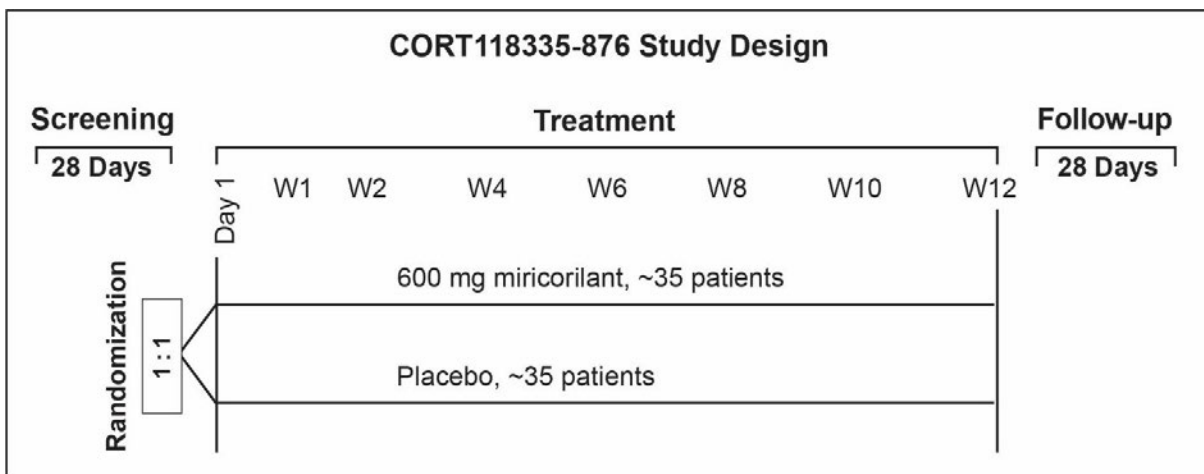 CORT118335-876 Study Design
Screening
Treatment
Follow-up
28 Days
28 Days
Day 1
W1
W2
W4
W6
W8
W10
W12
Randomization
1 : 1
600 mg miricorilant, ~35 patients
Placebo, ~35 patients